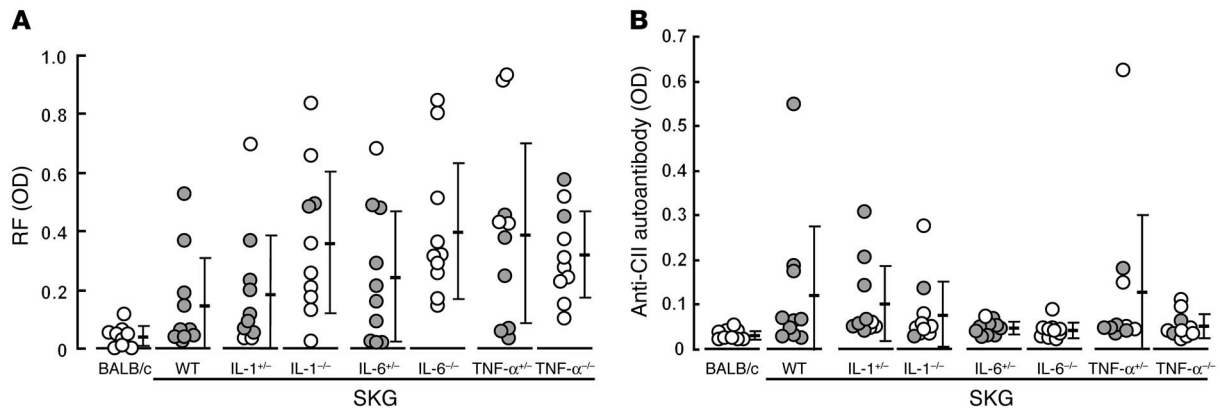 A
RF (OD)
1.0
0.8
0.6
0.4
0.2
0
BALB/c WT IL-1+/− IL-1−/− IL-6+/− IL-6−/− TNF-α+/− TNF-α−/−
SKG
B
Anti-CII autoantibody (OD)
0.7
0.6
0.5
0.4
0.3
0.2
0.1
0
BALB/c WT IL-1+/− IL-1−/− IL-6+/− IL-6−/− TNF-α+/− TNF-α−/−
SKG